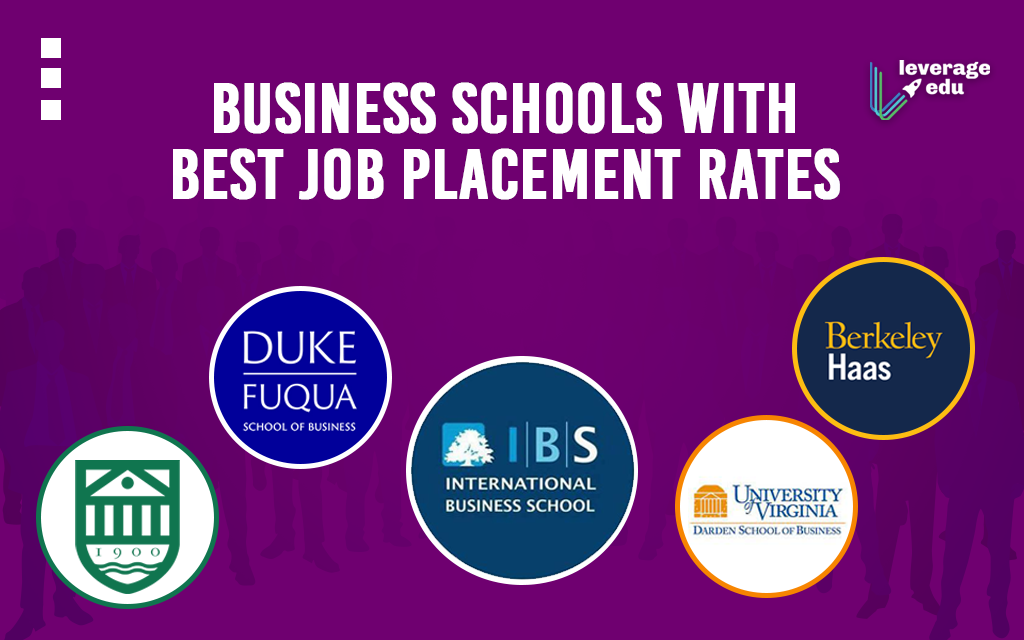 leverage
edu
BUSINESS SCHOOLS WITH
BEST JOB PLACEMENT RATES
DUKE
FUQUA
SCHOOL OF BUSINESS
Berkeley
Haas
IBS
INTERNATIONAL
BUSINESS SCHOOL
1900
UNIVERSITY
of VIRGINIA
DARDEN SCHOOL OF BUSINESS